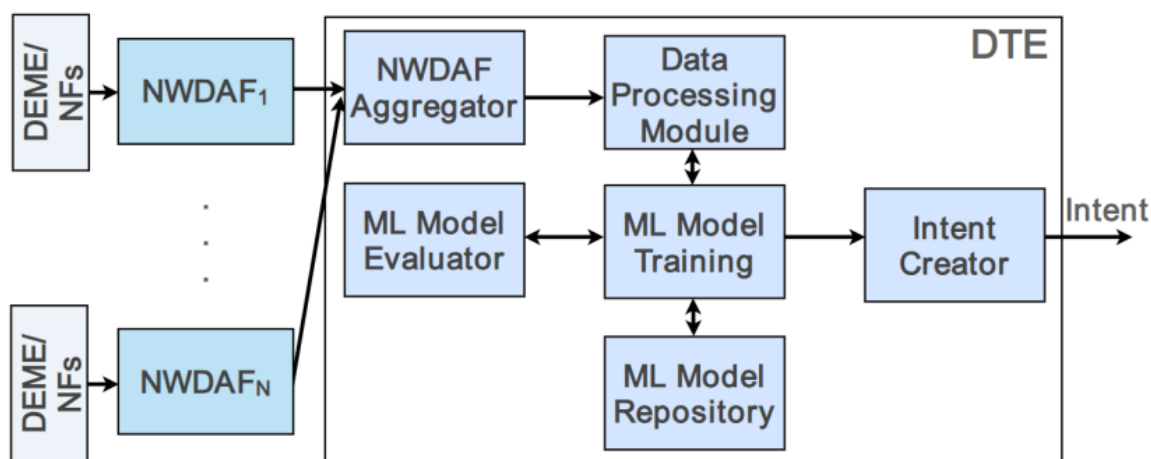 DEME/
NFs
NWDAF1
NWDAF
Aggregator
Data
Processing
Module
DTE
.
.
.
ML Model
Evaluator
ML Model
Training
Intent
Creator
Intent
DEME/
NFs
NWDAFN
ML Model
Repository